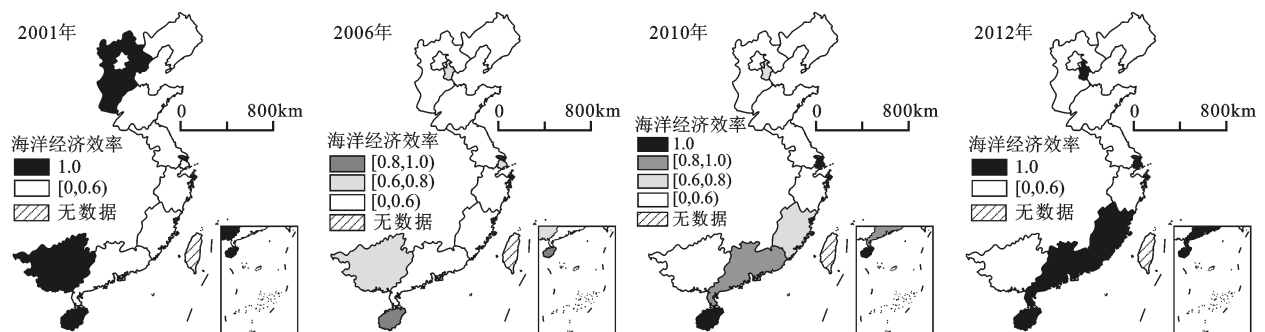 2001年
0 800km
海洋经济效率
1.0
[0,0.6)
无数据
2006年
0 800km
海洋经济效率
[0.8,1.0)
[0.6,0.8)
[0,0.6)
无数据
2010年
0 800km
海洋经济效率
1.0
[0.8,1.0)
[0.6,0.8)
[0,0.6)
无数据
2012年
0 800km
海洋经济效率
1.0
[0,0.6)
无数据